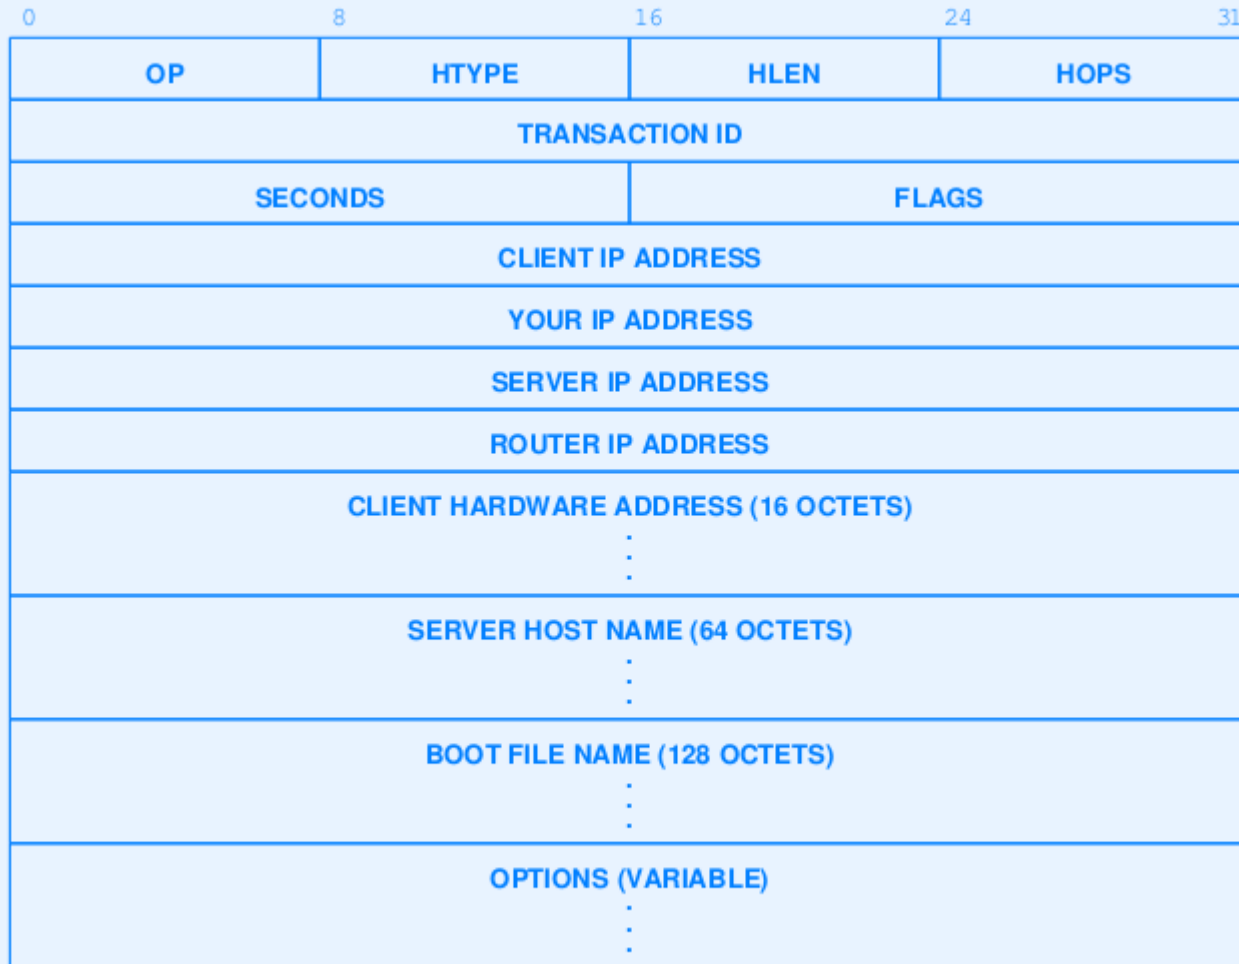 0 8 16 24 31
OP HTYPE HLEN HOPS
TRANSACTION ID
SECONDS FLAGS
CLIENT IP ADDRESS
YOUR IP ADDRESS
SERVER IP ADDRESS
ROUTER IP ADDRESS
CLIENT HARDWARE ADDRESS (16 OCTETS)
SERVER HOST NAME (64 OCTETS)
BOOT FILE NAME (128 OCTETS)
OPTIONS (VARIABLE)